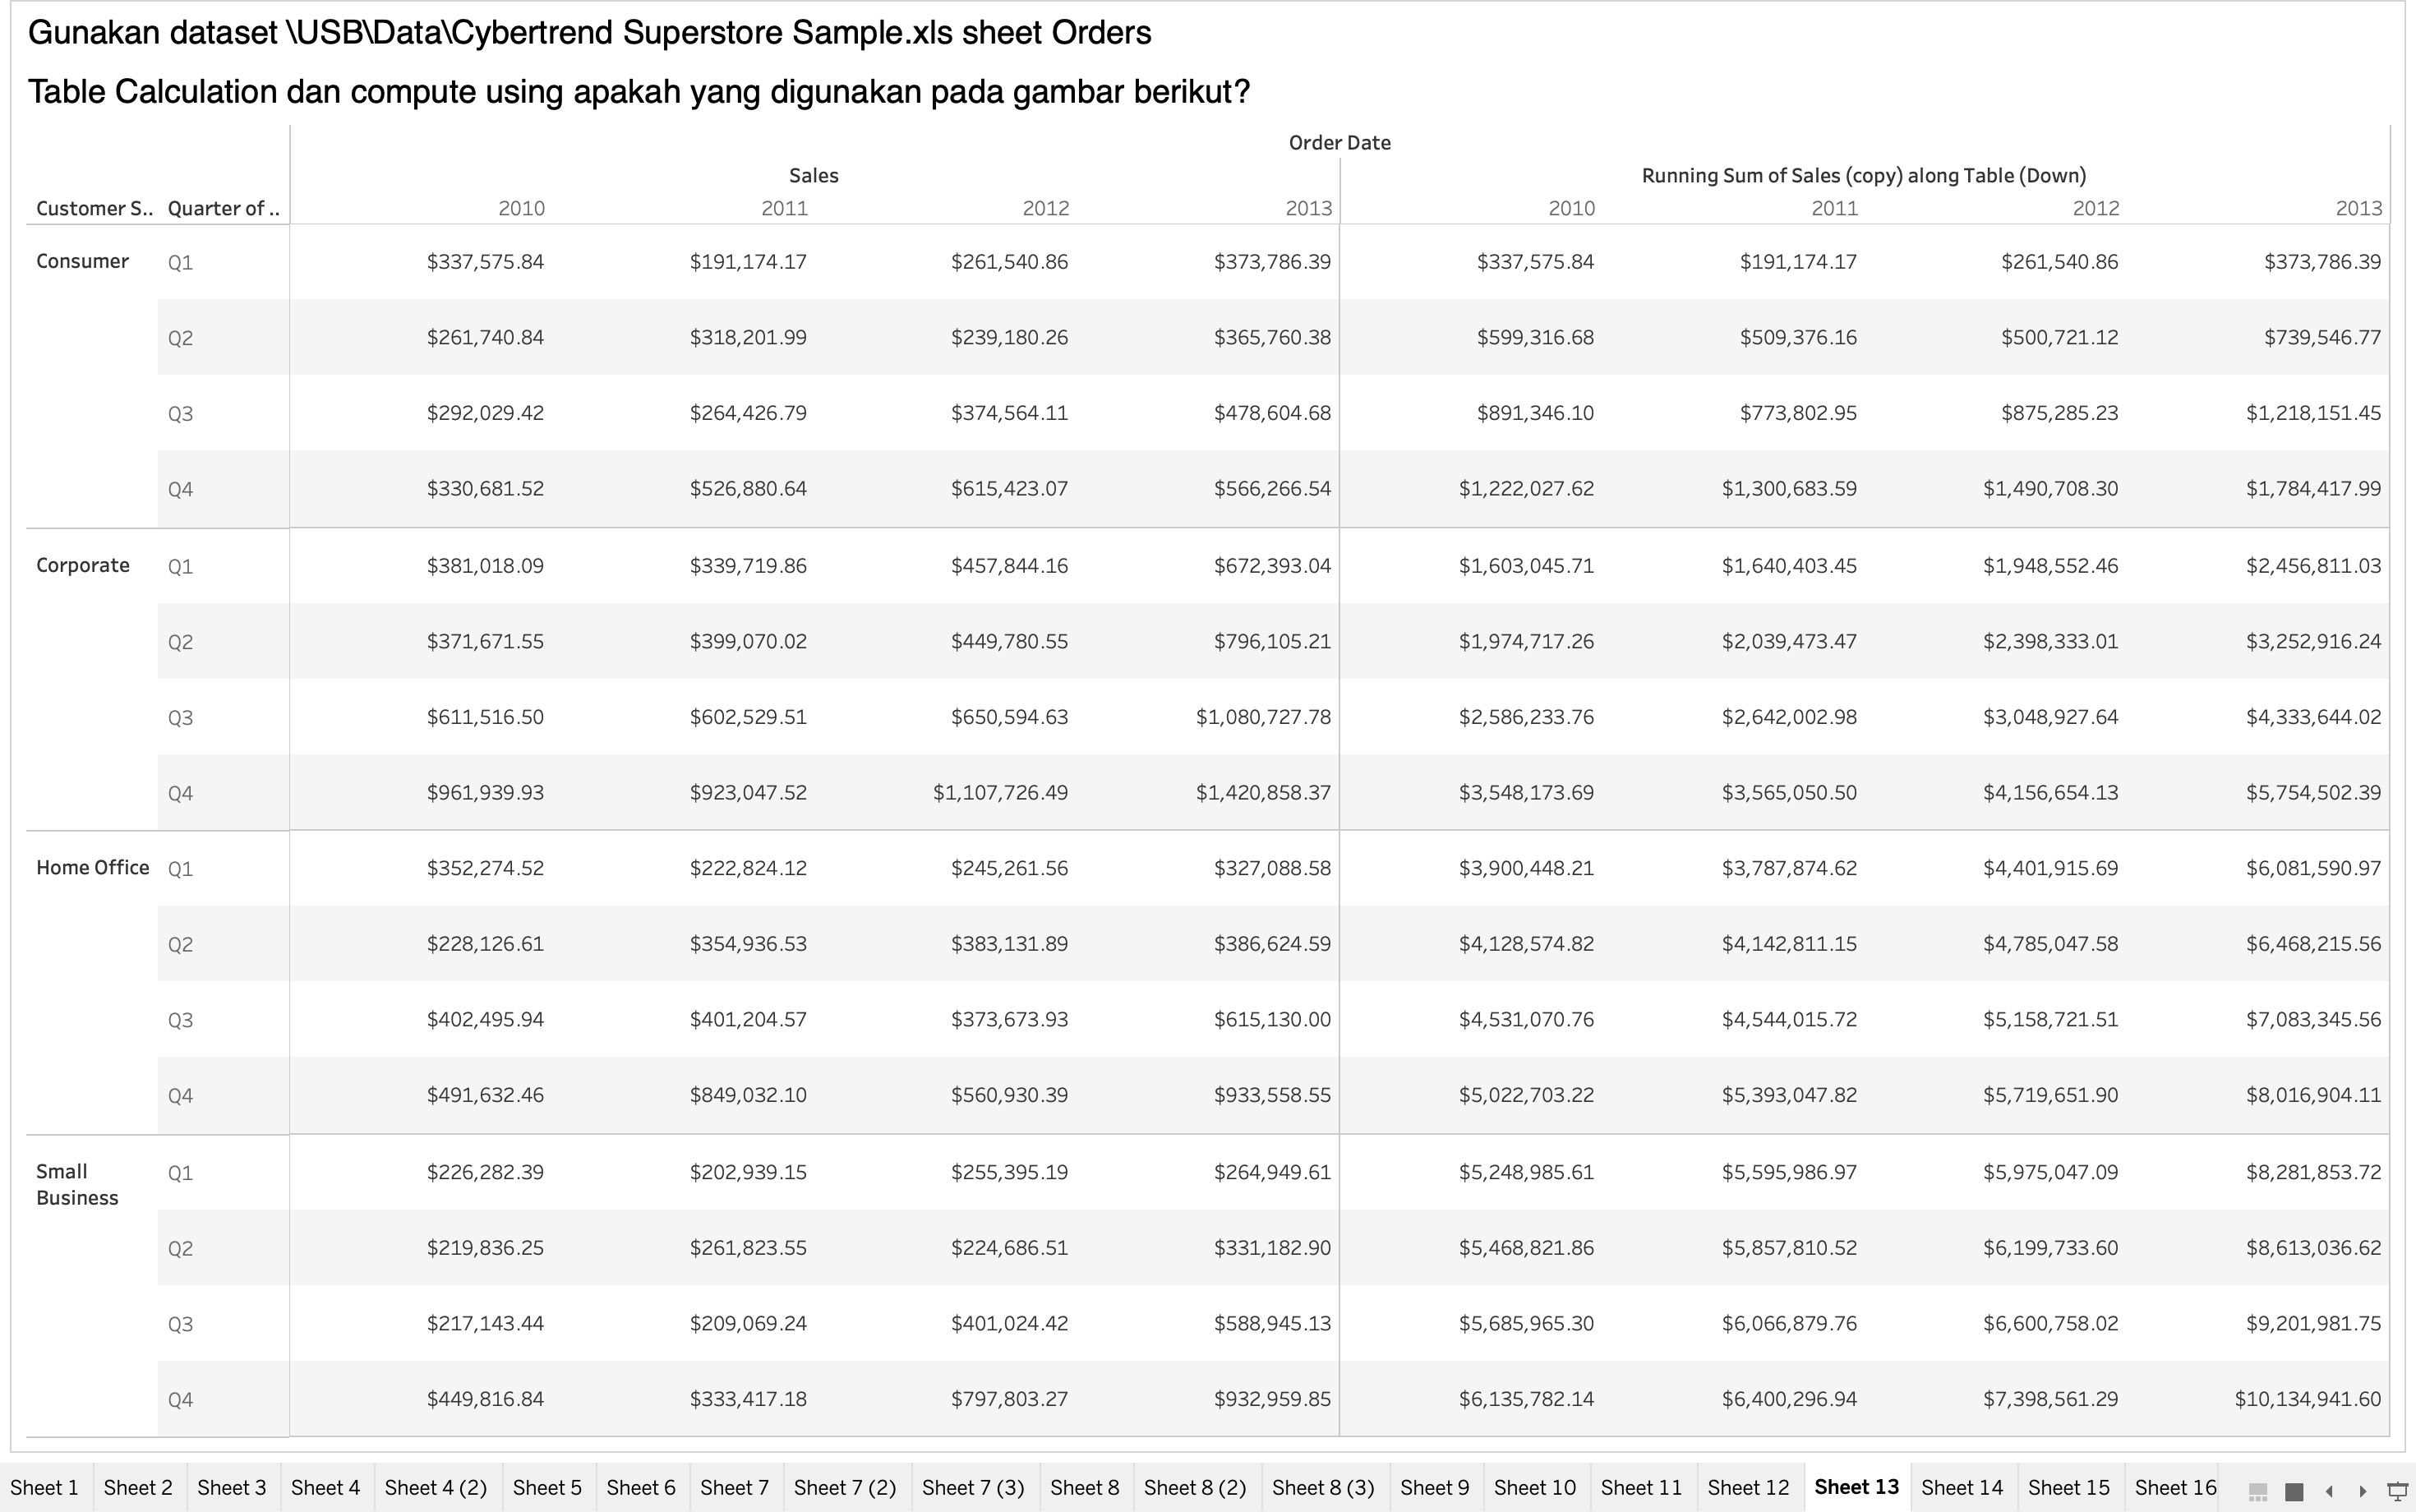 Gunakan dataset \USB\Data\Cybertrend Superstore Sample.xls sheet Orders
Table Calculation dan compute using apakah yang digunakan pada gambar berikut?
Order Date
Sales Running Sum of Sales (copy) along Table (Down)
Customer S.. Quarter of .. 2010 2011 2012 2013 2010 2011 2012 2013
Consumer Q1 $337,575.84 $191,174.17 $261,540.86 $373,786.39 $337,575.84 $191,174.17 $261,540.86 $373,786.39
Q2 $261,740.84 $318,201.99 $239,180.26 $365,760.38 $599,316.68 $509,376.16 $500,721.12 $739,546.77
Q3 $292,029.42 $264,426.79 $374,564.11 $478,604.68 $891,346.10 $773,802.95 $875,285.23 $1,218,151.45
Q4 $330,681.52 $526,880.64 $615,423.07 $566,266.54 $1,222,027.62 $1,300,683.59 $1,490,708.30 $1,784,417.99
Corporate Q1 $381,018.09 $339,719.86 $457,844.16 $672,393.04 $1,603,045.71 $1,640,403.45 $1,948,552.46 $2,456,811.03
Q2 $371,671.55 $399,070.02 $449,780.55 $796,105.21 $1,974,717.26 $2,039,473.47 $2,398,333.01 $3,252,916.24
Q3 $611,516.50 $602,529.51 $650,594.63 $1,080,727.78 $2,586,233.76 $2,642,002.98 $3,048,927.64 $4,333,644.02
Q4 $961,939.93 $923,047.52 $1,107,726.49 $1,420,858.37 $3,548,173.69 $3,565,050.50 $4,156,654.13 $5,754,502.39
Home Office Q1 $352,274.52 $222,824.12 $245,261.56 $327,088.58 $3,900,448.21 $3,787,874.62 $4,401,915.69 $6,081,590.97
Q2 $228,126.61 $354,936.53 $383,131.89 $386,624.59 $4,128,574.82 $4,142,811.15 $4,785,047.58 $6,468,215.56
Q3 $402,495.94 $401,204.57 $373,673.93 $615,130.00 $4,531,070.76 $4,544,015.72 $5,158,721.51 $7,083,345.56
Q4 $491,632.46 $849,032.10 $560,930.39 $933,558.55 $5,022,703.22 $5,393,047.82 $5,719,651.90 $8,016,904.11
Small
Business Q1 $226,282.39 $202,939.15 $255,395.19 $264,949.61 $5,248,985.61 $5,595,986.97 $5,975,047.09 $8,281,853.72
Q2 $219,836.25 $261,823.55 $224,686.51 $331,182.90 $5,468,821.86 $5,857,810.52 $6,199,733.60 $8,613,036.62
Q3 $217,143.44 $209,069.24 $401,024.42 $588,945.13 $5,685,965.30 $6,066,879.76 $6,600,758.02 $9,201,981.75
Q4 $449,816.84 $333,417.18 $797,803.27 $932,959.85 $6,135,782.14 $6,400,296.94 $7,398,561.29 $10,134,941.60
Sheet 1 Sheet 2 Sheet 3 Sheet 4 Sheet 4 (2) Sheet 5 Sheet 6 Sheet 7 Sheet 7 (2) Sheet 7 (3) Sheet 8 Sheet 8 (2) Sheet 8 (3) Sheet 9 Sheet 10 Sheet 11 Sheet 12 Sheet 13 Sheet 14 Sheet 15 Sheet 16